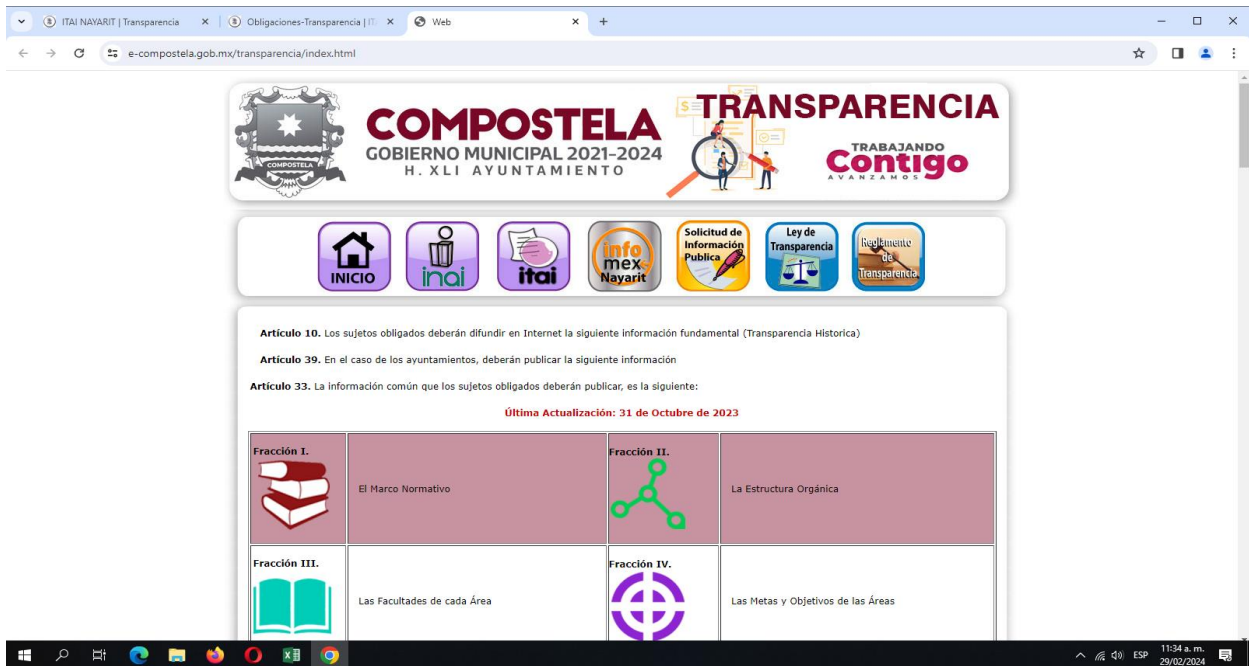 ITAI NAYARIT | Transparencia
Obligaciones-Transparencia | IT
Web
e-compostela.gob.mx/transparencia/index.html
COMPOSTELA
COMPOSTELA
GOBIERNO MUNICIPAL 2021-2024
H. XLI AYUNTAMIENTO
TRANSPARENCIA
TRABAJANDO
Contigo
AVANZAMOS
INICIO
inai
itai
info
mex
Nayarit
Solicitud de
Información
Publica
Ley de
Transparencia
Reglamento
de
Transparencia
Artículo 10. Los sujetos obligados deberán difundir en Internet la siguiente información fundamental (Transparencia Historica)
Artículo 39. En el caso de los ayuntamientos, deberán publicar la siguiente información
Artículo 33. La información común que los sujetos obligados deberán publicar, es la siguiente:
Última Actualización: 31 de Octubre de 2023
Fracción I.
El Marco Normativo
Fracción II.
La Estructura Orgánica
Fracción III.
Las Facultades de cada Área
Fracción IV.
Las Metas y Objetivos de las Áreas
ESP
11:34 a. m.
29/02/2024